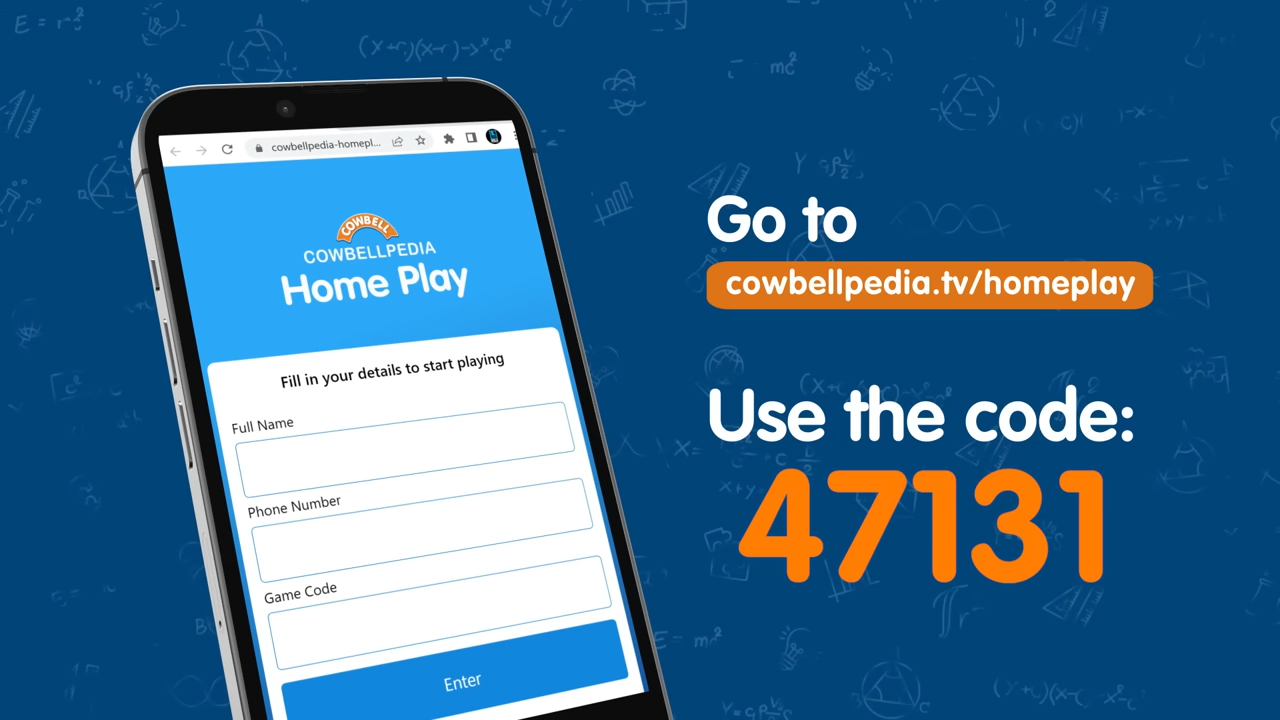 cowbellpedia-homepl...
COWBELL
COWBELLPEDIA
Home Play
Fill in your details to start playing
Full Name
Phone Number
Game Code
Enter
Go to
cowbellpedia.tv/homeplay
Use the code:
47131